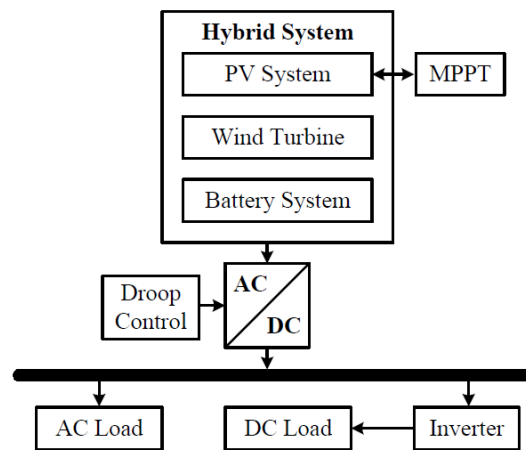 Hybrid System
PV System
MPPT
Wind Turbine
Battery System
Droop
Control
AC
DC
AC Load
DC Load
Inverter